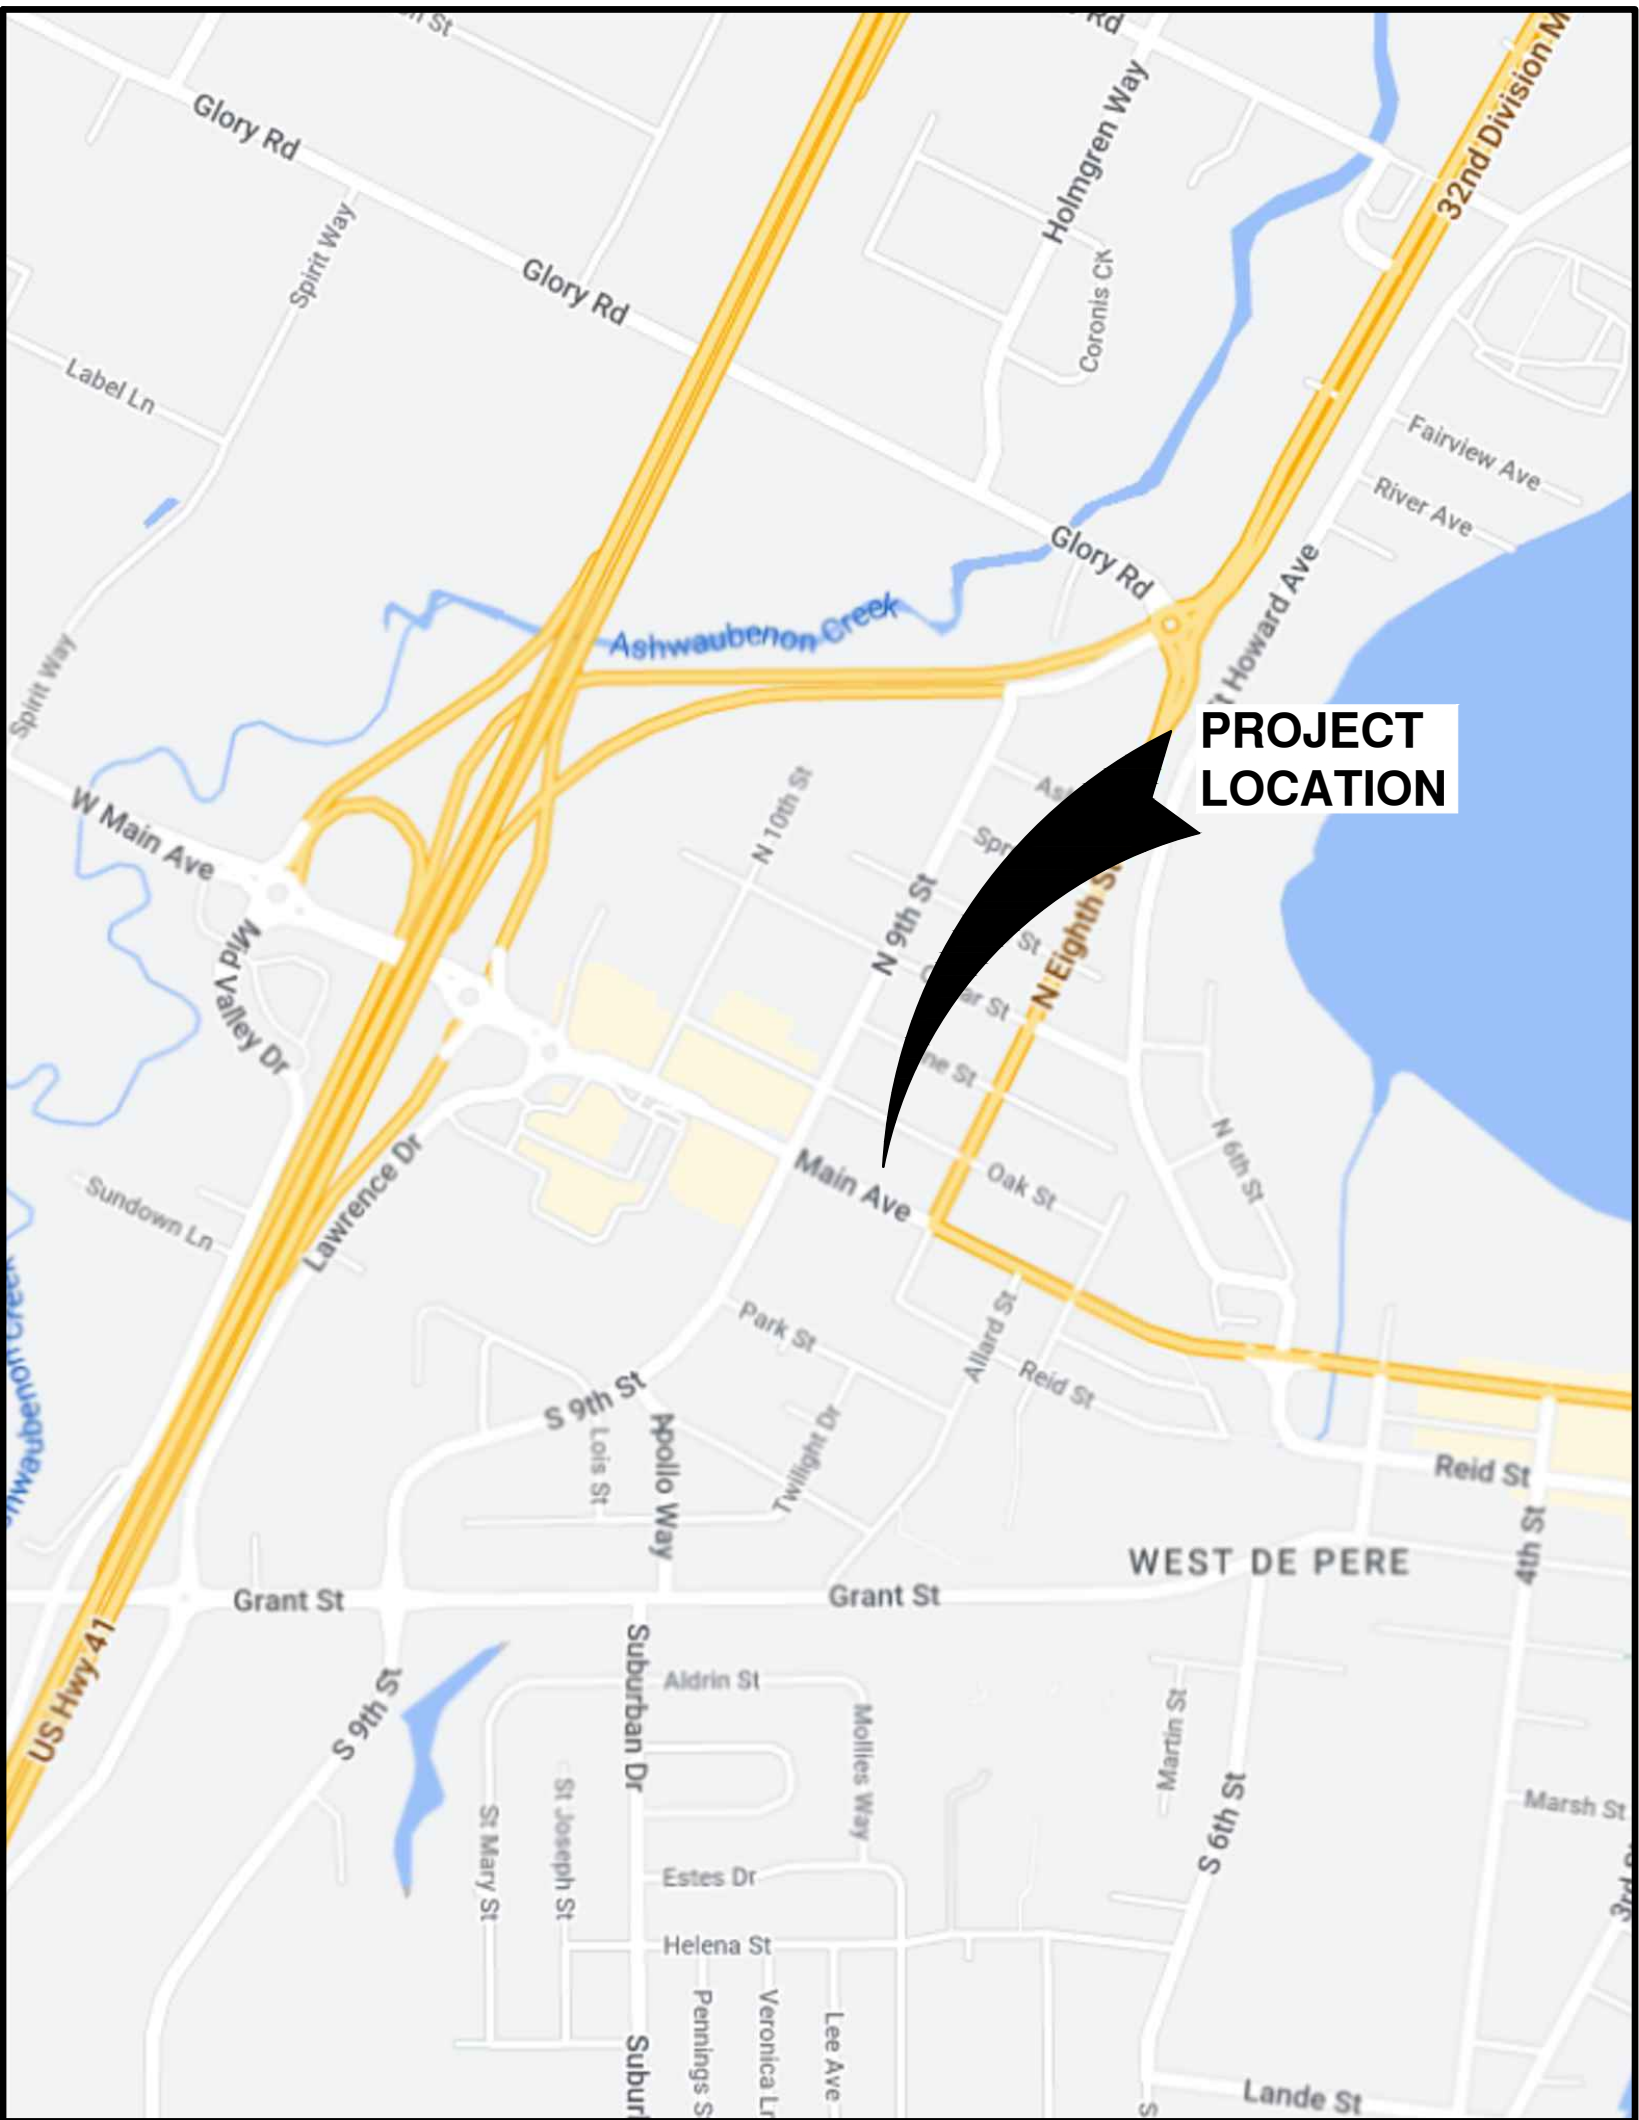 Rd
Holmgren Way
32nd Division M
Glory Rd
Spirit Way
Glory Rd
Coronis Ck
Label Ln
Fairview Ave
River Ave
Glory Rd
Ashwaubenon Creek
Howard Ave
Spirit Way
PROJECT
LOCATION
W Main Ave
N 10th St
N 9th St
N Eighth St
St
St
Mid Valley Dr
St
Main Ave
Oak St
N 6th St
Lawrence Dr
Sundown Ln
Park St
Allard St
Reid St
S 9th St
Lois St
Apollo Way
Twilight Dr
Reid St
4th St
WEST DE PERE
Grant St
Grant St
US Hwy 41
S 9th St
Suburban Dr
Aldrin St
Mollies Way
Martin St
S 6th St
Marsh St
St Mary St
St Joseph St
Estes Dr
Helena St
Pennings S
Veronica Ln
Lee Ave
Lande St